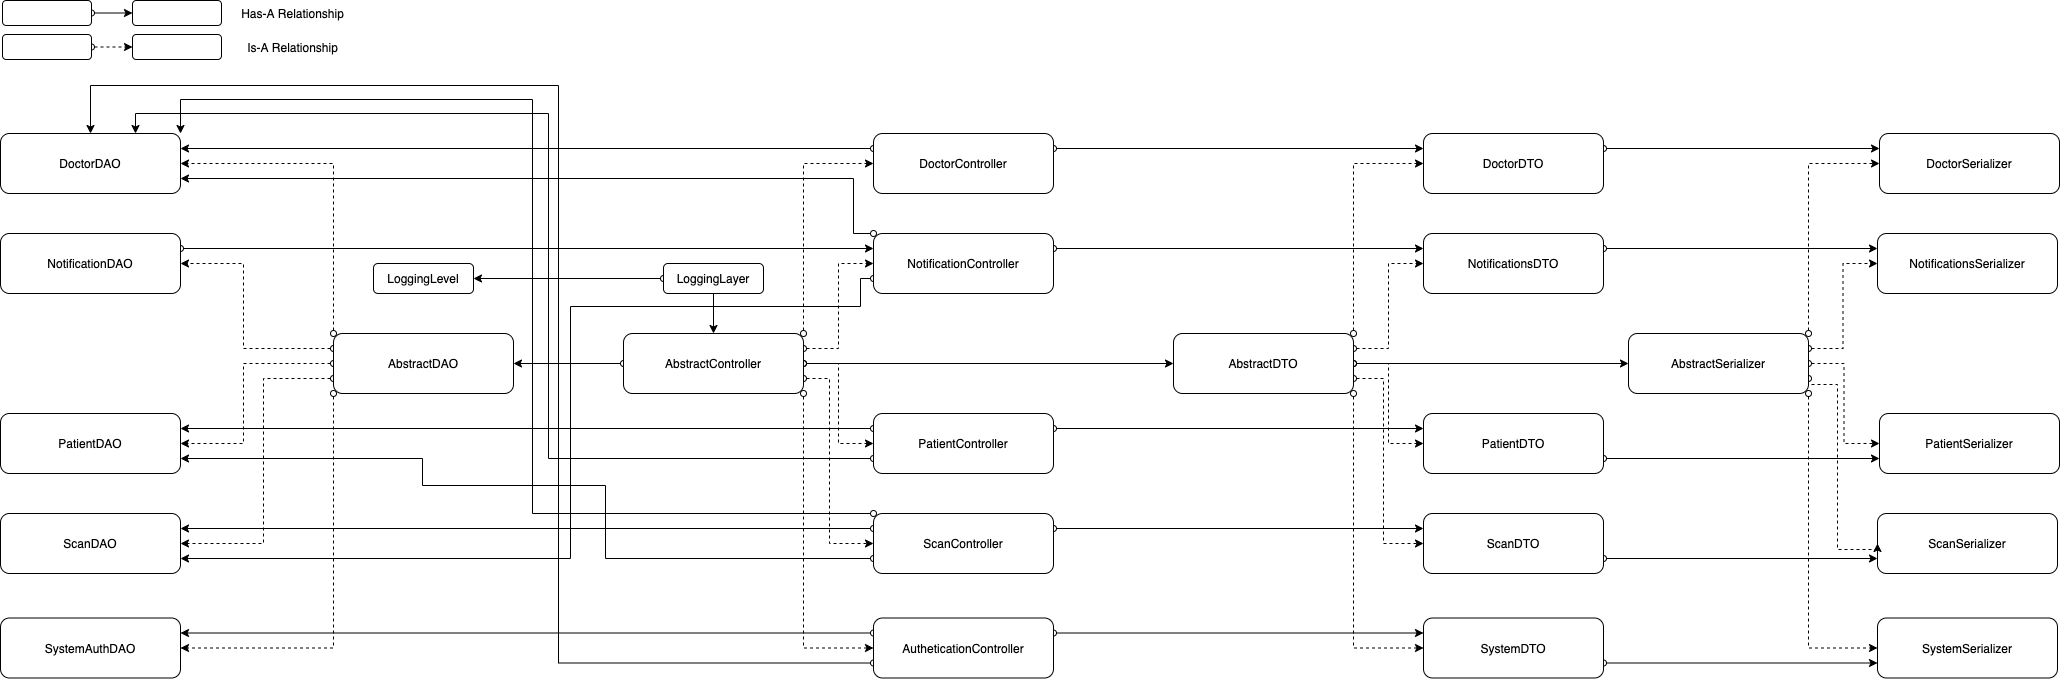 Has-A Relationship
Is-A Relationship
DoctorDAO
DoctorController
DoctorDTO
DoctorSerializer
NotificationDAO
LoggingLevel
LoggingLayer
NotificationController
NotificationsDTO
NotificationsSerializer
AbstractDAO
AbstractController
AbstractDTO
AbstractSerializer
PatientDAO
PatientController
PatientDTO
PatientSerializer
ScanDAO
ScanController
ScanDTO
ScanSerializer
SystemAuthDAO
AutheticationController
SystemDTO
SystemSerializer